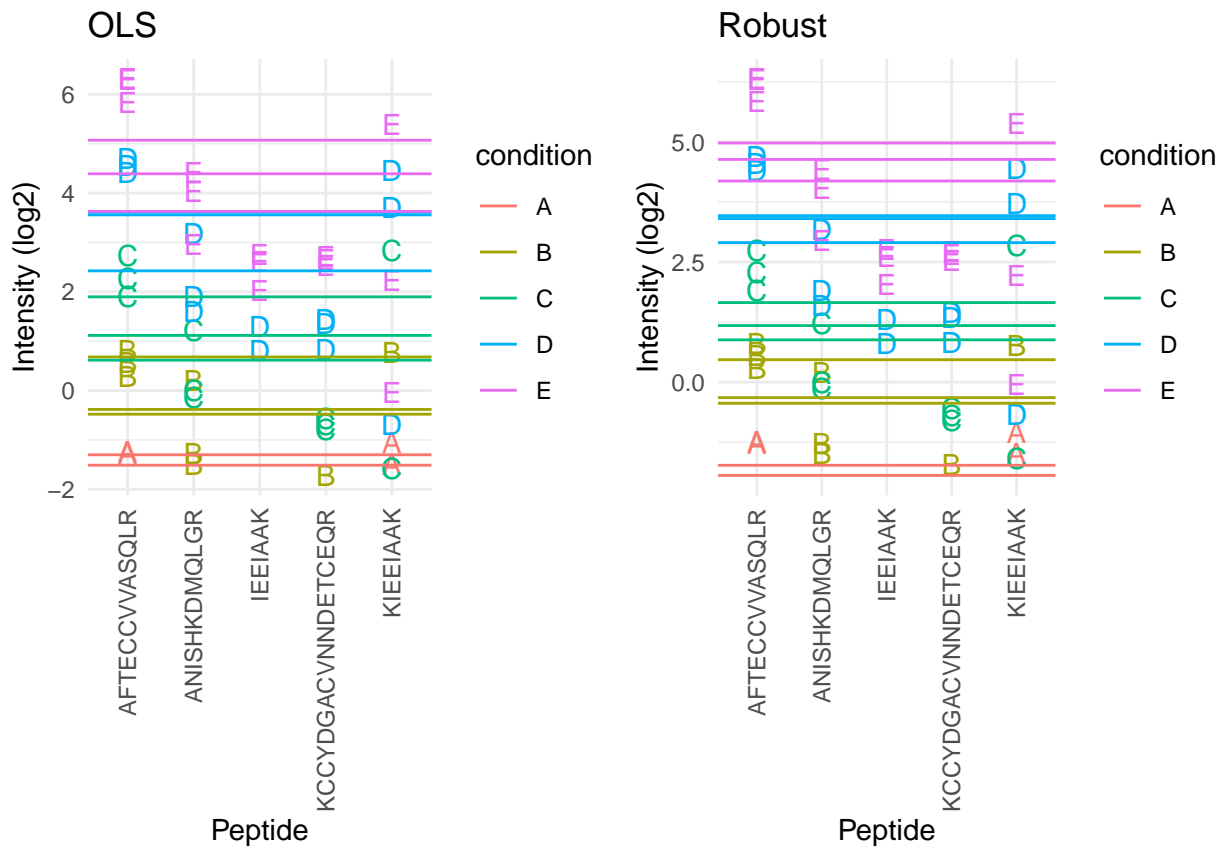 OLS
Intensity (log2)
6
4
2
0
−2
AFTECCVVASQLR
ANISHKDMQLGR
IEEIAAK
KCCYDGACVNNDETCEQR
KIEEIAAK
Peptide
condition
A
B
C
D
E
Robust
Intensity (log2)
5.0
2.5
0.0
AFTECCVVASQLR
ANISHKDMQLGR
IEEIAAK
KCCYDGACVNNDETCEQR
KIEEIAAK
Peptide
condition
A
B
C
D
E